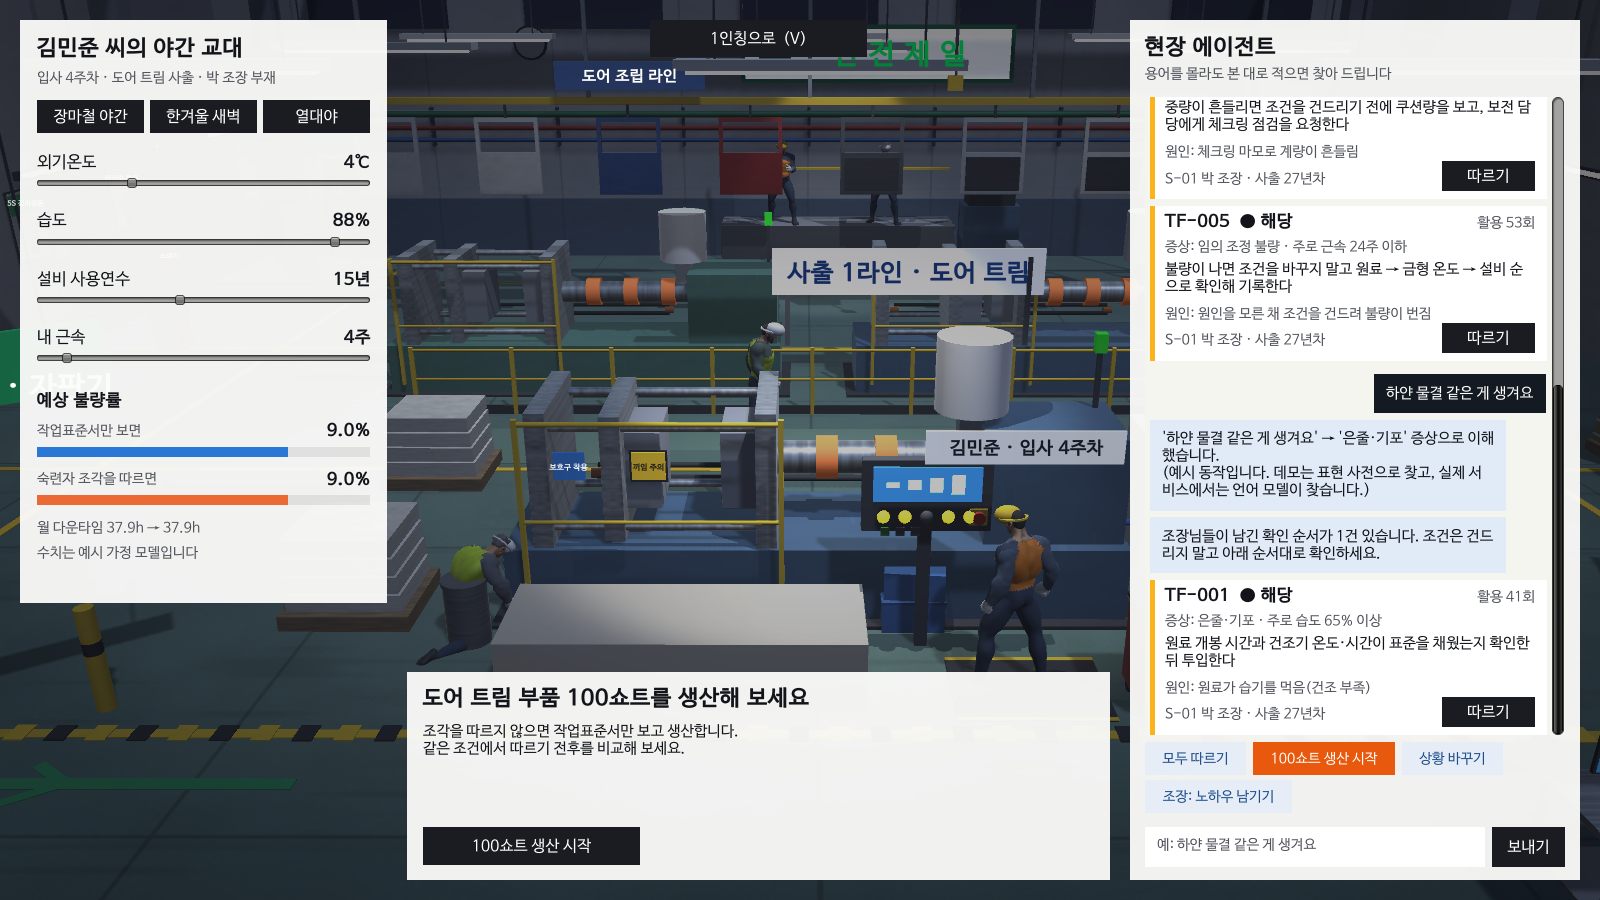 김민준 씨의 야간 교대
입사 4주차 · 도어 트림 사출 · 박 조장 부재
장마철 야간
한겨울 새벽
열대야
외기온도
4℃
습도
88%
설비 사용연수
15년
내 근속
4주
자판기
예상 불량률
작업표준서만 보면
9.0%
숙련자 조각을 따르면
9.0%
월 다운타임 37.9h → 37.9h
수치는 예시 가정 모델입니다
1인칭으로 (V)
전 제 일
도어 조립 라인
사출 1라인 · 도어 트림
김민준 · 입사 4주차
보호구 착용
끼임 주의
도어 트림 부품 100쇼트를 생산해 보세요
조각을 따르지 않으면 작업표준서만 보고 생산합니다.
같은 조건에서 따르기 전후를 비교해 보세요.
100쇼트 생산 시작
현장 에이전트
용어를 몰라도 본 대로 적으면 찾아 드립니다
중량이 흔들리면 조건을 건드리기 전에 쿠션량을 보고, 보전 담
당에게 체크링 점검을 요청한다
원인: 체크링 마모로 계량이 흔들림
S-01 박 조장 · 사출 27년차
따르기
TF-005 ● 해당
활용 53회
증상: 임의 조정 불량 · 주로 근속 24주 이하
불량이 나면 조건을 바꾸지 말고 원료 → 금형 온도 → 설비 순
으로 확인해 기록한다
원인: 원인을 모른 채 조건을 건드려 불량이 번짐
S-01 박 조장 · 사출 27년차
따르기
하얀 물결 같은 게 생겨요
'하얀 물결 같은 게 생겨요' → '은줄·기포' 증상으로 이해
했습니다.
(예시 동작입니다. 데모는 표현 사전으로 찾고, 실제 서
비스에서는 언어 모델이 찾습니다.)
조장님들이 남긴 확인 순서가 1건 있습니다. 조건은 건드
리지 말고 아래 순서대로 확인하세요.
TF-001 ● 해당
활용 41회
증상: 은줄·기포 · 주로 습도 65% 이상
원료 개봉 시간과 건조기 온도·시간이 표준을 채웠는지 확인한
뒤 투입한다
원인: 원료가 습기를 먹음(건조 부족)
S-01 박 조장 · 사출 27년차
따르기
모두 따르기
100쇼트 생산 시작
상황 바꾸기
조장: 노하우 남기기
예: 하얀 물결 같은 게 생겨요
보내기